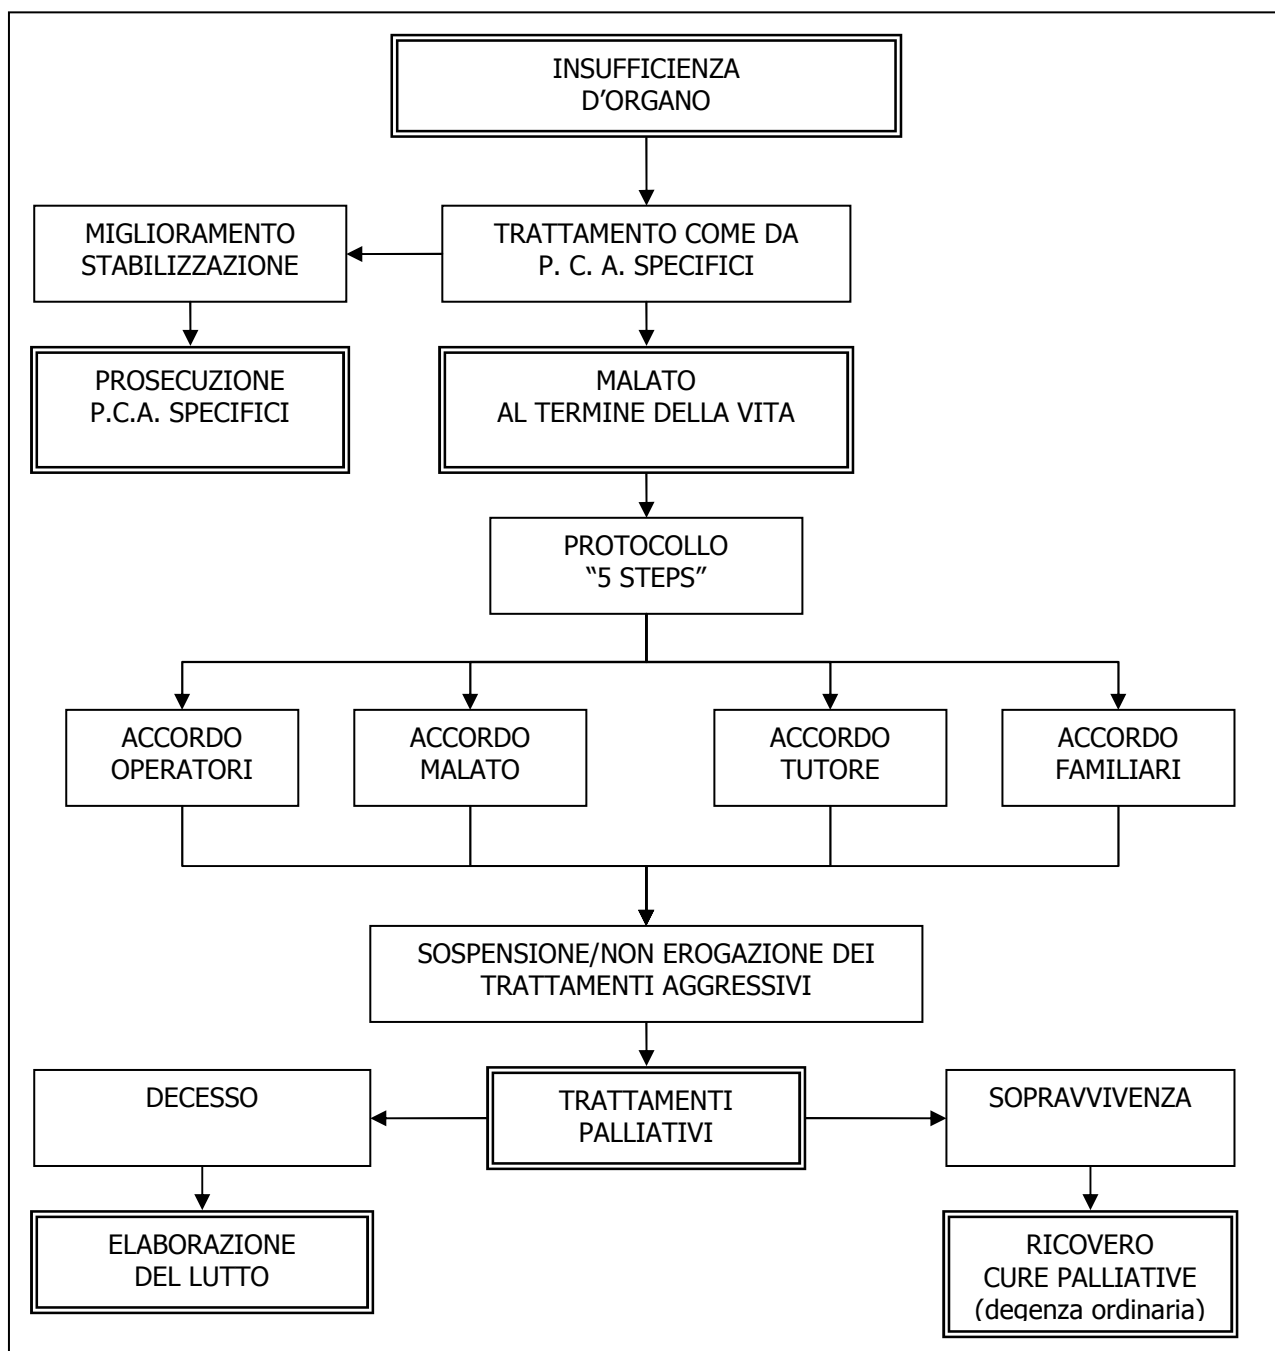 INSUFFICIENZA
D’ORGANO
MIGLIORAMENTO
STABILIZZAZIONE
TRATTAMENTO COME DA
P. C. A. SPECIFICI
PROSECUZIONE
P.C.A. SPECIFICI
MALATO
AL TERMINE DELLA VITA
PROTOCOLLO
“5 STEPS”
ACCORDO
OPERATORI
ACCORDO
MALATO
ACCORDO
TUTORE
ACCORDO
FAMILIARI
SOSPENSIONE/NON EROGAZIONE DEI
TRATTAMENTI AGGRESSIVI
DECESSO
TRATTAMENTI
PALLIATIVI
SOPRAVVIVENZA
ELABORAZIONE
DEL LUTTO
RICOVERO
CURE PALLIATIVE
(degenza ordinaria)